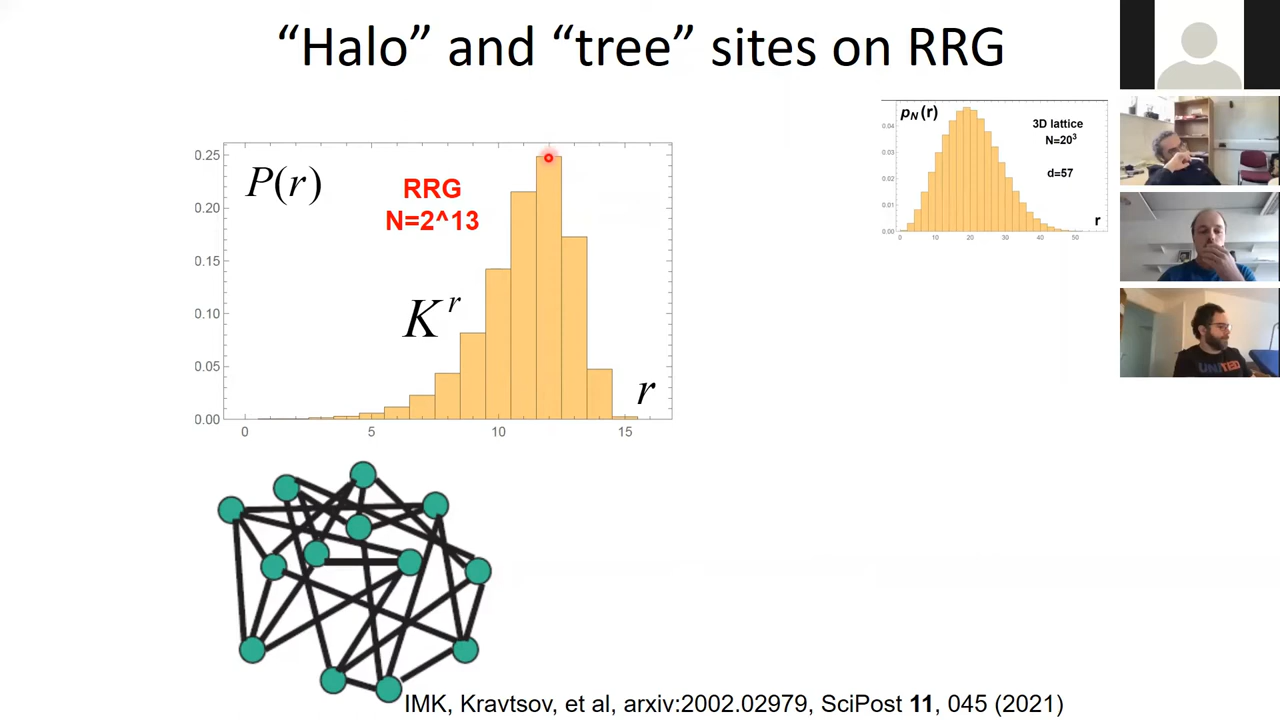 “Halo” and “tree” sites on RRG
0.25
0.20
0.15
0.10
0.05
0.00
P(r)
RRG
N=2^13
K^r
r
0 5 10 15
p_N(r)
3D lattice
N=20³
d=57
r
0.04
0.03
0.02
0.01
0.00
0 10 20 30 40 50
UNITED
IMK, Kravtsov, et al, arxiv:2002.02979, SciPost 11, 045 (2021)